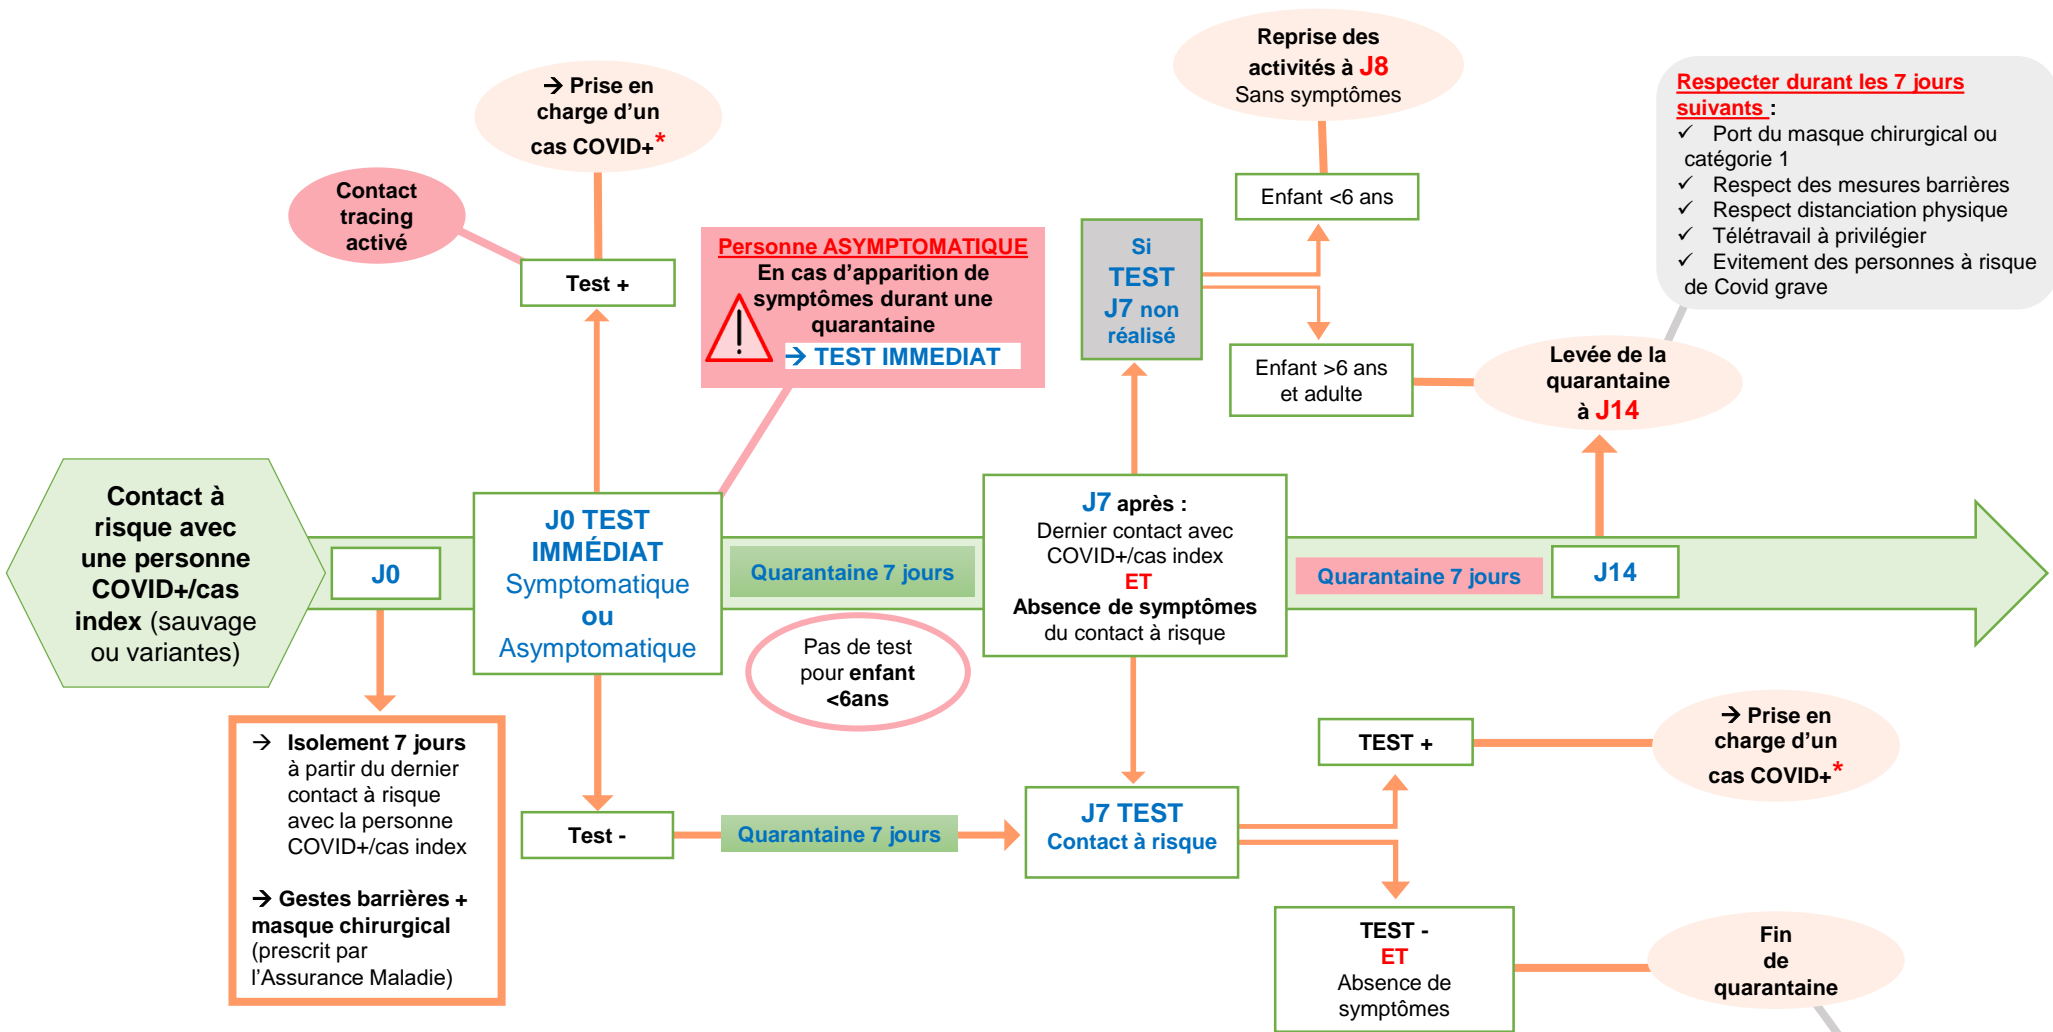 Reprise des
activités à J8
Sans symptômes
→ Prise en
charge d'un
cas COVID+*
Respecter durant les 7 jours
suivants :
✓ Port du masque chirurgical ou
catégorie 1
✓ Respect des mesures barrières
✓ Respect distanciation physique
✓ Télétravail à privilégier
✓ Evitement des personnes à risque
de Covid grave
Contact
tracing
activé
Enfant <6 ans
Test +
Personne ASYMPTOMATIQUE
En cas d'apparition de
symptômes durant une
quarantaine
→ TEST IMMEDIAT
Si
TEST
J7 non
réalisé
Enfant >6 ans
et adulte
Levée de la
quarantaine
à J14
Contact à
risque avec
une personne
COVID+/cas
index (sauvage
ou variantes)
J0
J0 TEST
IMMÉDIAT
Symptomatique
ou
Asymptomatique
Quarantaine 7 jours
J7 après :
Dernier contact avec
COVID+/cas index
ET
Absence de symptômes
du contact à risque
Quarantaine 7 jours
J14
Pas de test
pour enfant
<6ans
→ Isolement 7 jours
à partir du dernier
contact à risque
avec la personne
COVID+/cas index
→ Gestes barrières +
masque chirurgical
(prescrit par
l'Assurance Maladie)
Test -
Quarantaine 7 jours
J7 TEST
Contact à risque
TEST +
→ Prise en
charge d'un
cas COVID+*
TEST -
ET
Absence de
symptômes
Fin
de
quarantaine